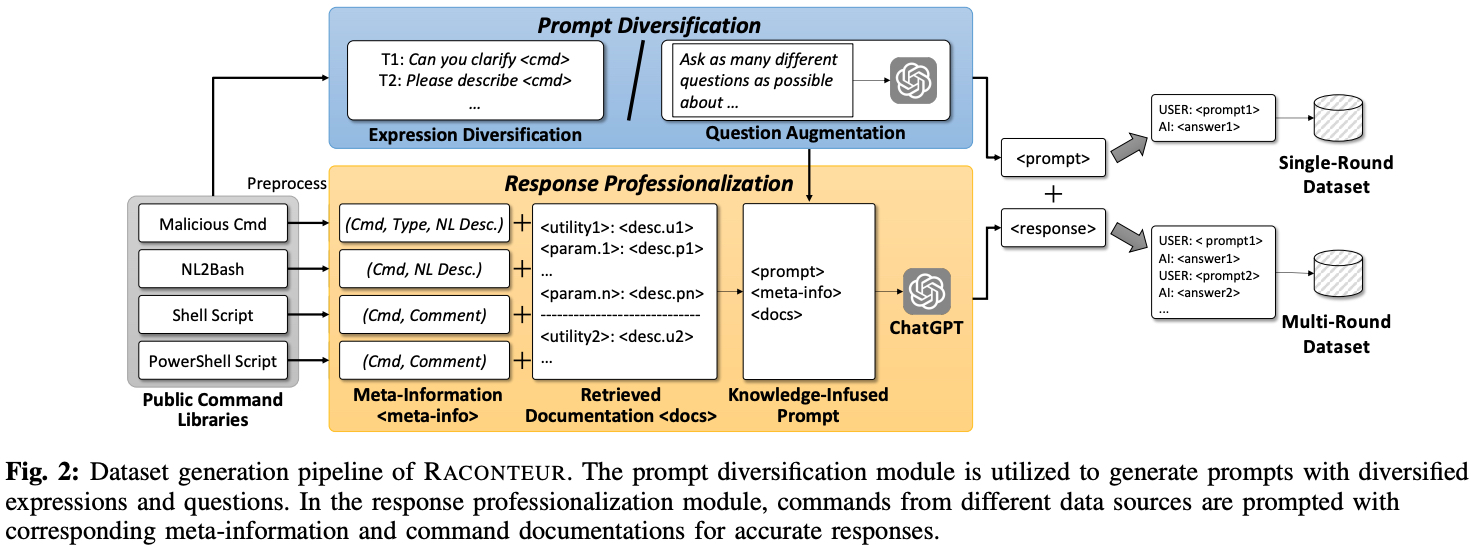 Prompt Diversification
T1: Can you clarify <cmd>
T2: Please describe <cmd>
...
Expression Diversification
/
Ask as many different
questions as possible
about ...
Question Augmentation
Preprocess
Malicious Cmd
NL2Bash
Shell Script
PowerShell Script
Public Command
Libraries
Response Professionalization
(Cmd, Type, NL Desc.)
+
(Cmd, NL Desc.)
+
(Cmd, Comment)
+
(Cmd, Comment)
+
Meta-Information
<meta-info>
<utility1>: <desc.u1>
<param.1>: <desc.p1>
...
<param.n>: <desc.pn>
------------------------------
<utility2>: <desc.u2>
...
Retrieved
Documentation <docs>
<prompt>
<meta-info>
<docs>
Knowledge-Infused
Prompt
ChatGPT
<prompt>
+
<response>
USER: <prompt1>
AI: <answer1>
Single-Round
Dataset
USER: < prompt1>
AI: <answer1>
USER: <prompt2>
AI: <answer2>
...
Multi-Round
Dataset
Fig. 2: Dataset generation pipeline of RACONTEUR. The prompt diversification module is utilized to generate prompts with diversified
expressions and questions. In the response professionalization module, commands from different data sources are prompted with
corresponding meta-information and command documentations for accurate responses.